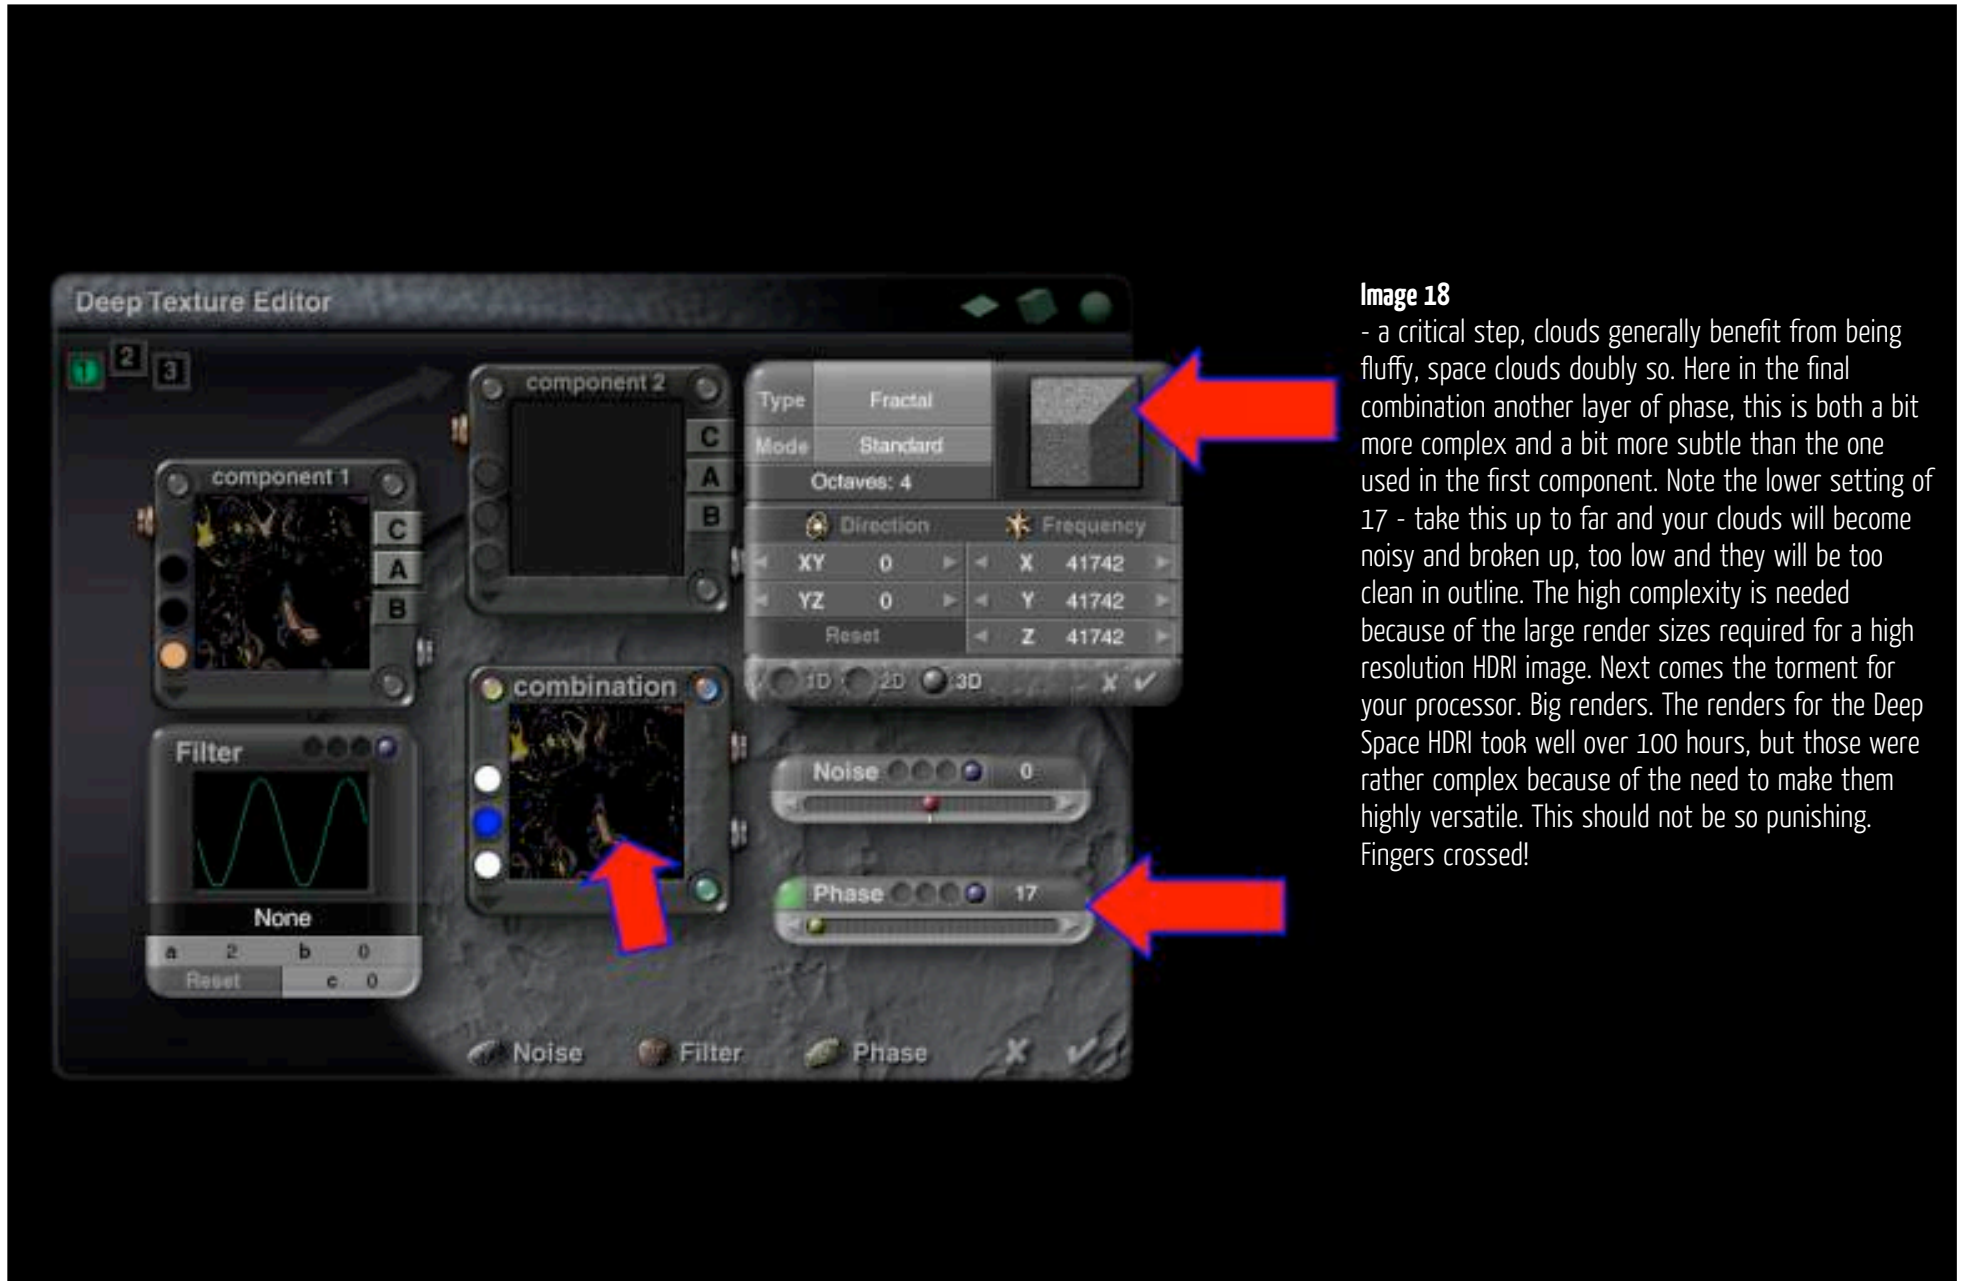 Deep Texture Editor
1
2
3
component 1
C
A
B
component 2
C
A
B
Type Fractal
Mode Standard
Octaves: 4
Direction Frequency
XY 0 X 41742
YZ 0 Y 41742
Reset Z 41742
1D 2D 3D
combination
Filter
None
a 2 b 0
Reset c 0
Noise 0
Phase 17
Noise Filter Phase
Image 18
- a critical step, clouds generally benefit from being
fluffy, space clouds doubly so. Here in the final
combination another layer of phase, this is both a bit
more complex and a bit more subtle than the one
used in the first component. Note the lower setting of
17 - take this up to far and your clouds will become
noisy and broken up, too low and they will be too
clean in outline. The high complexity is needed
because of the large render sizes required for a high
resolution HDRI image. Next comes the torment for
your processor. Big renders. The renders for the Deep
Space HDRI took well over 100 hours, but those were
rather complex because of the need to make them
highly versatile. This should not be so punishing.
Fingers crossed!